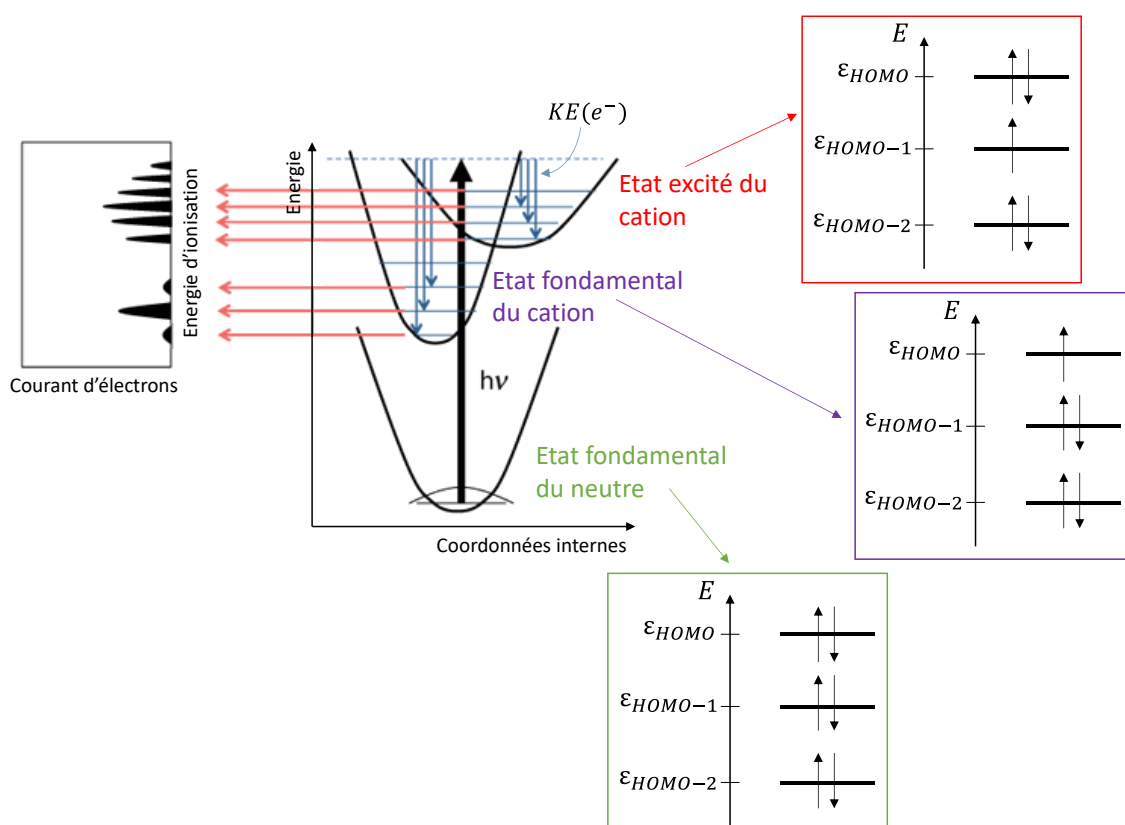 E
ε_HOMO
ε_HOMO−1
ε_HOMO−2
KE(e⁻)
Energie
Etat excité du
cation
Energie d'ionisation
Etat fondamental
du cation
E
ε_HOMO
ε_HOMO−1
ε_HOMO−2
Courant d'électrons
hν
Etat fondamental
du neutre
Coordonnées internes
E
ε_HOMO
ε_HOMO−1
ε_HOMO−2